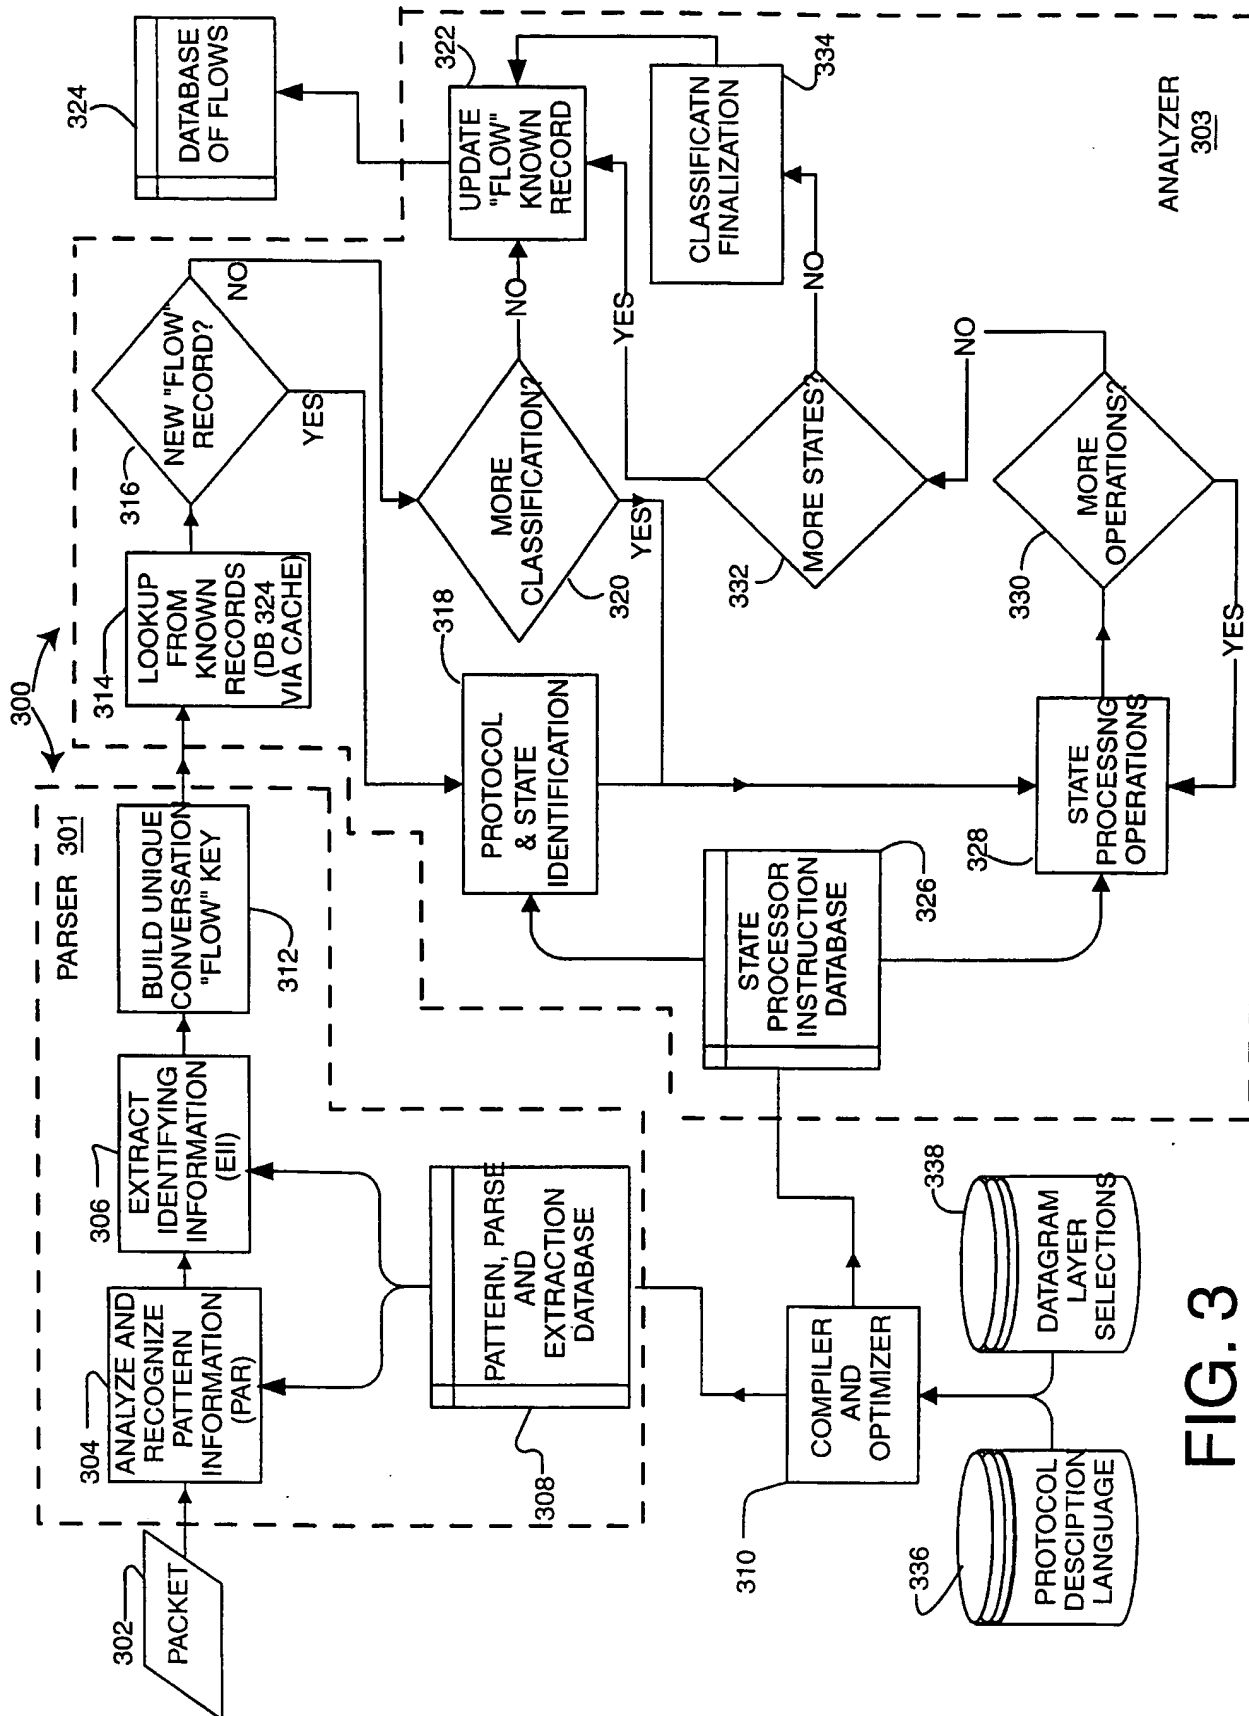 300
PARSER 301
302
PACKET
304
ANALYZE AND
RECOGNIZE
PATTERN
INFORMATION
(PAR)
306
EXTRACT
IDENTIFYING
INFORMATION
(EII)
BUILD UNIQUE
CONVERSATION
"FLOW" KEY
312
314
LOOKUP
FROM
KNOWN
RECORDS
(DB 324
VIA CACHE)
316
NEW "FLOW"
RECORD?
NO
YES
324
DATABASE
OF FLOWS
PATTERN, PARSE
AND
EXTRACTION
DATABASE
308
318
PROTOCOL
& STATE
IDENTIFICATION
MORE
CLASSIFICATION?
320
NO
YES
322
UPDATE
"FLOW"
KNOWN
RECORD
STATE
PROCESSOR
INSTRUCTION
DATABASE
326
YES
MORE STATES?
332
NO
CLASSIFICATN
FINALIZATION
334
310
COMPILER
AND
OPTIMIZER
328
STATE
PROCESSNG
OPERATIONS
330
MORE
OPERATIONS?
NO
YES
336
PROTOCOL
DESCIPTION
LANGUAGE
338
DATAGRAM
LAYER
SELECTIONS
ANALYZER
303
FIG. 3